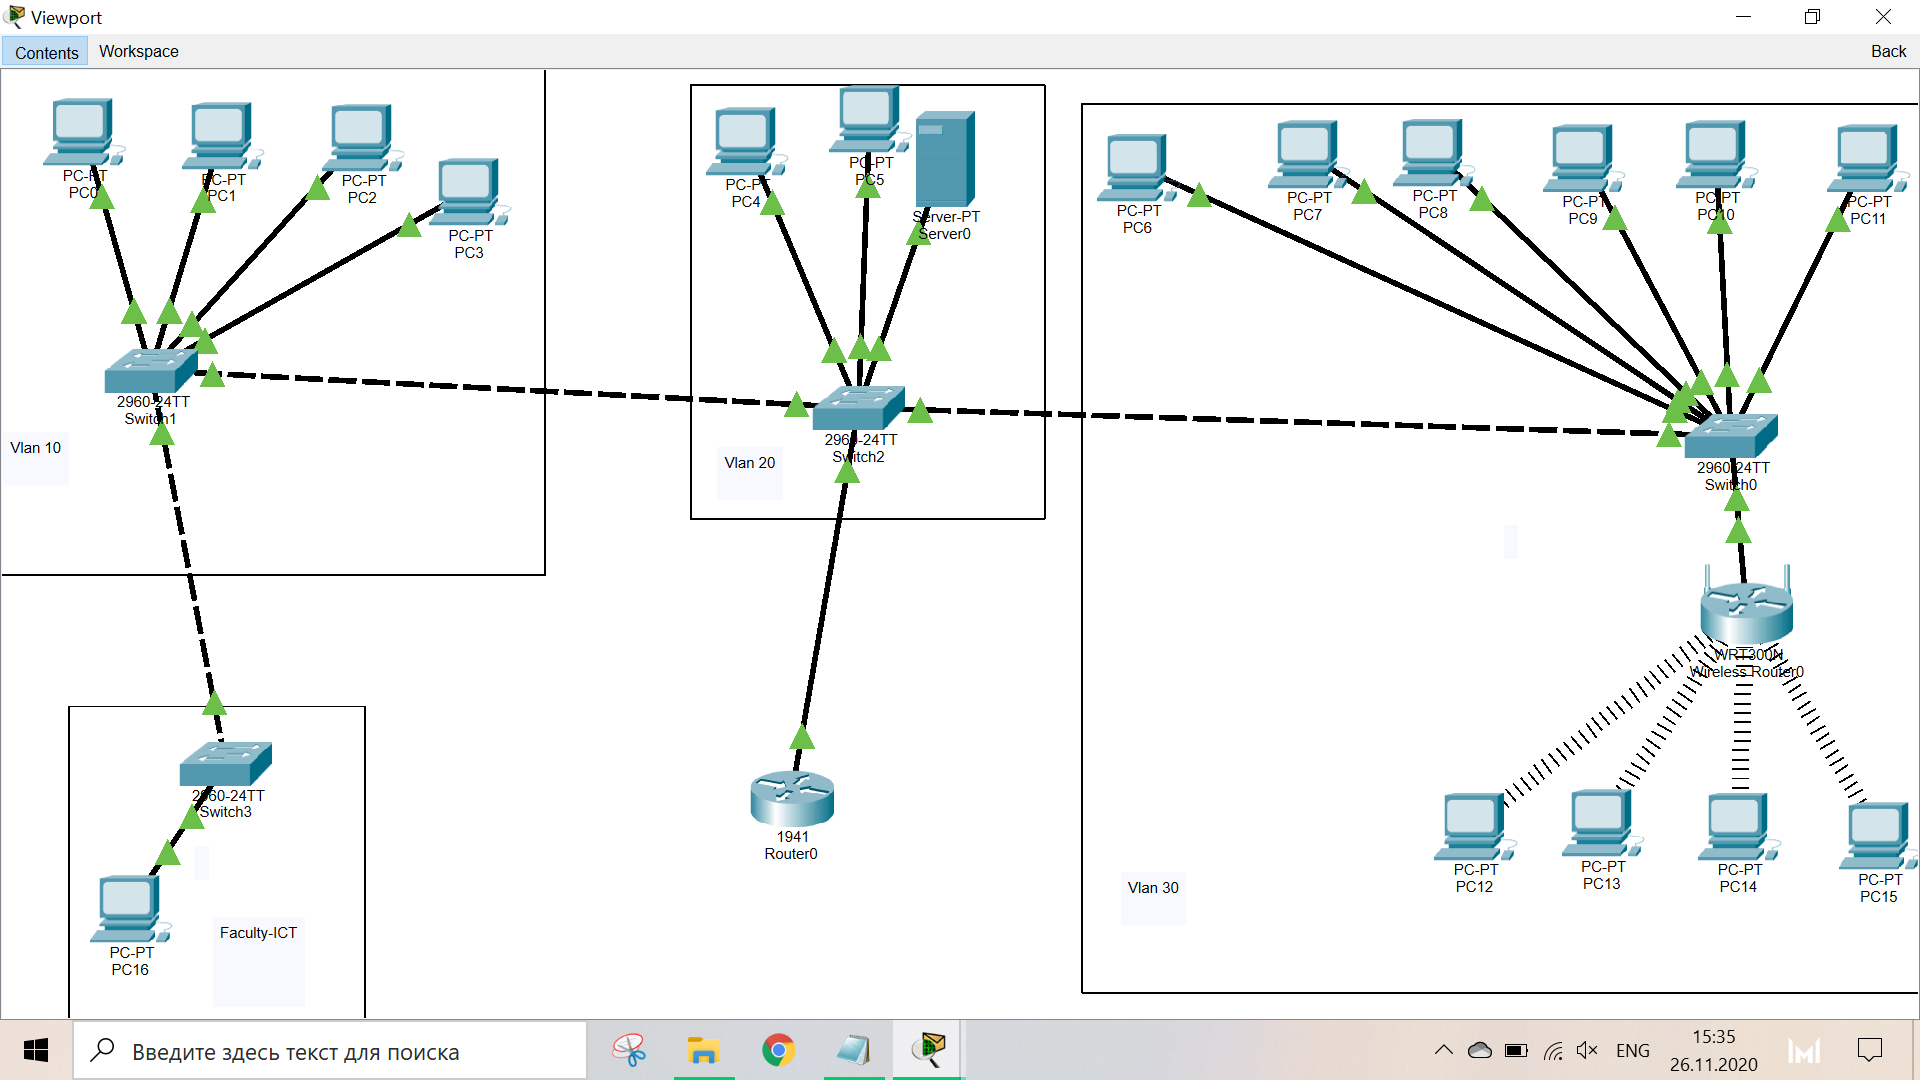 Viewport
Contents
Workspace
Back
PC-PT
PC0
PC-PT
PC1
PC-PT
PC2
PC-PT
PC3
2960-24TT
Switch1
Vlan 10
PC-PT
PC4
PC-PT
PC5
Server-PT
Server0
2960-24TT
Switch2
Vlan 20
PC-PT
PC6
PC-PT
PC7
PC-PT
PC8
PC-PT
PC9
PC-PT
PC10
PC-PT
PC11
2960-24TT
Switch0
WRT300N
Wireless Router0
PC-PT
PC12
PC-PT
PC13
PC-PT
PC14
PC-PT
PC15
Vlan 30
2960-24TT
Switch3
PC-PT
PC16
Faculty-ICT
1941
Router0
Введите здесь текст для поиска
ENG
15:35
26.11.2020